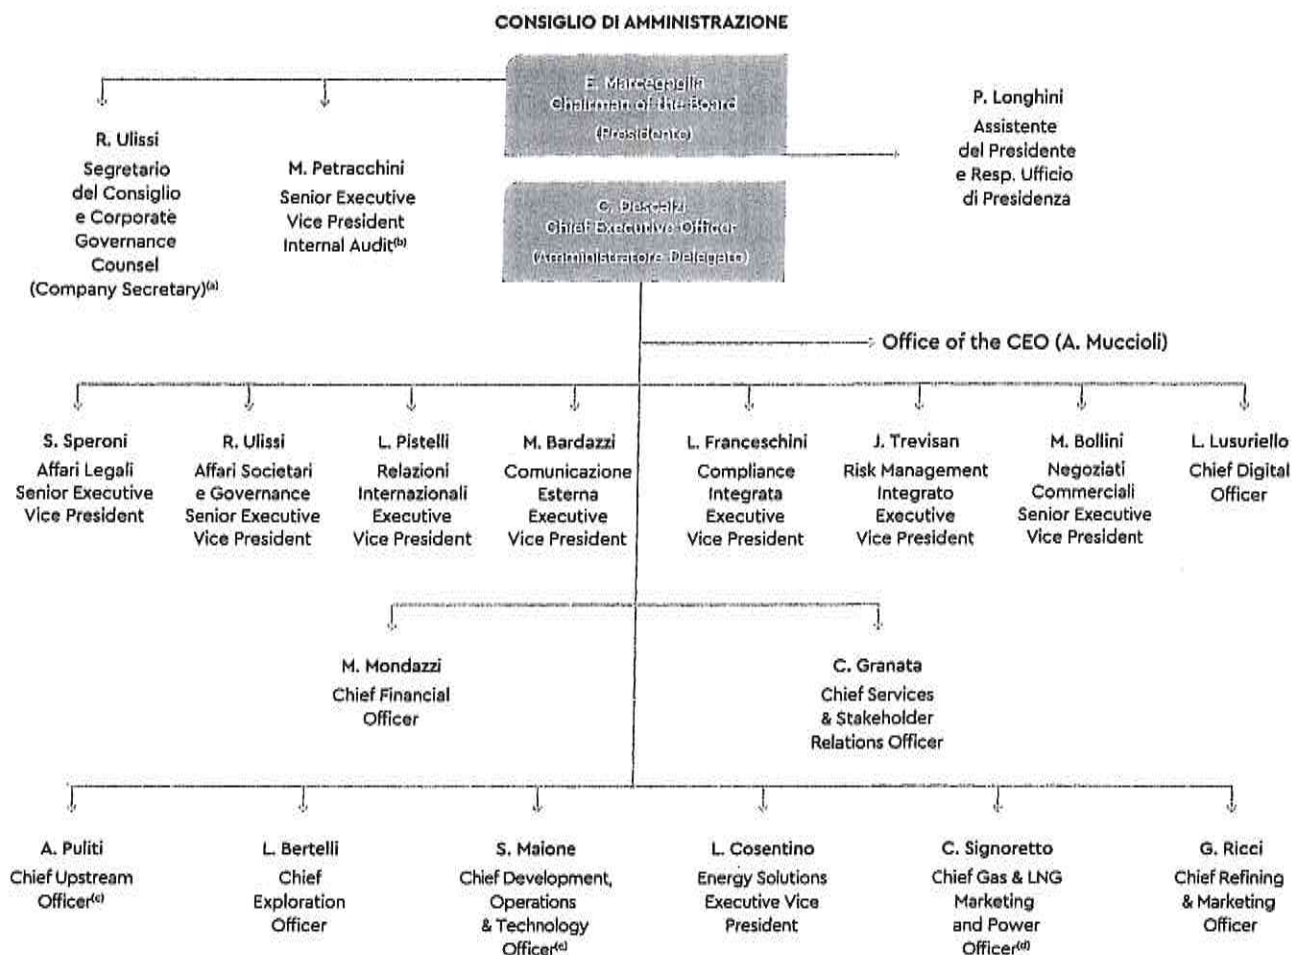 CONSIGLIO DI AMMINISTRAZIONE
E. Marcegaglia
Chairman of the Board
(Presidente)
P. Longhini
Assistente
del Presidente
e Resp. Ufficio
di Presidenza
R. Ulissi
Segretario
del Consiglio
e Corporate
Governance
Counsel
(Company Secretary)(a)
M. Petracchini
Senior Executive
Vice President
Internal Audit(b)
C. Descalzi
Chief Executive Officer
(Amministratore Delegato)
Office of the CEO (A. Muccioli)
S. Speroni
Affari Legali
Senior Executive
Vice President
R. Ulissi
Affari Societari
e Governance
Senior Executive
Vice President
L. Pistelli
Relazioni
Internazionali
Executive
Vice President
M. Bardazzi
Comunicazione
Esterna
Executive
Vice President
L. Franceschini
Compliance
Integrata
Executive
Vice President
J. Trevisan
Risk Management
Integrato
Executive
Vice President
M. Bollini
Negoziati
Commerciali
Senior Executive
Vice President
L. Lusuriello
Chief Digital
Officer
M. Mondazzi
Chief Financial
Officer
C. Granata
Chief Services
& Stakeholder
Relations Officer
A. Puliti
Chief Upstream
Officer(c)
L. Bertelli
Chief
Exploration
Officer
S. Maione
Chief Development,
Operations
& Technology
Officer(c)
L. Cosentino
Energy Solutions
Executive Vice
President
C. Signoretto
Chief Gas & LNG
Marketing
and Power
Officer(d)
G. Ricci
Chief Refining
& Marketing
Officer